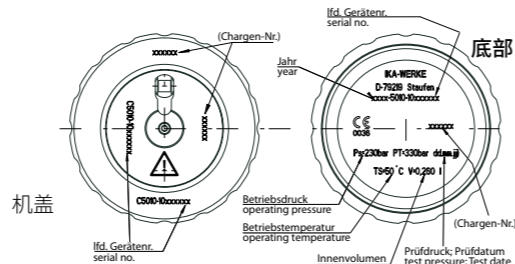 lfd. Gerätenr.
serial no.
(Chargen-Nr.)
xxxxxx
底部
Jahr
year
IKA-WERKE
D-79219 Staufen
xxxx-5010-10xxxxxx
C5010-10xxxxxx
xxxxxx
CE
0036
xxxxxx
Ps=230bar PT=330bar dd.mm.jj
TS=50°C V=0,260 l
机盖
C5010-10xxxxxx
Betriebsdruck
operating pressure
(Chargen-Nr.)
Betriebstemperatur
operating temperature
lfd. Gerätenr.
serial no.
Innenvolumen
Prüfdruck; Prüfdatum
test pressure; Test date